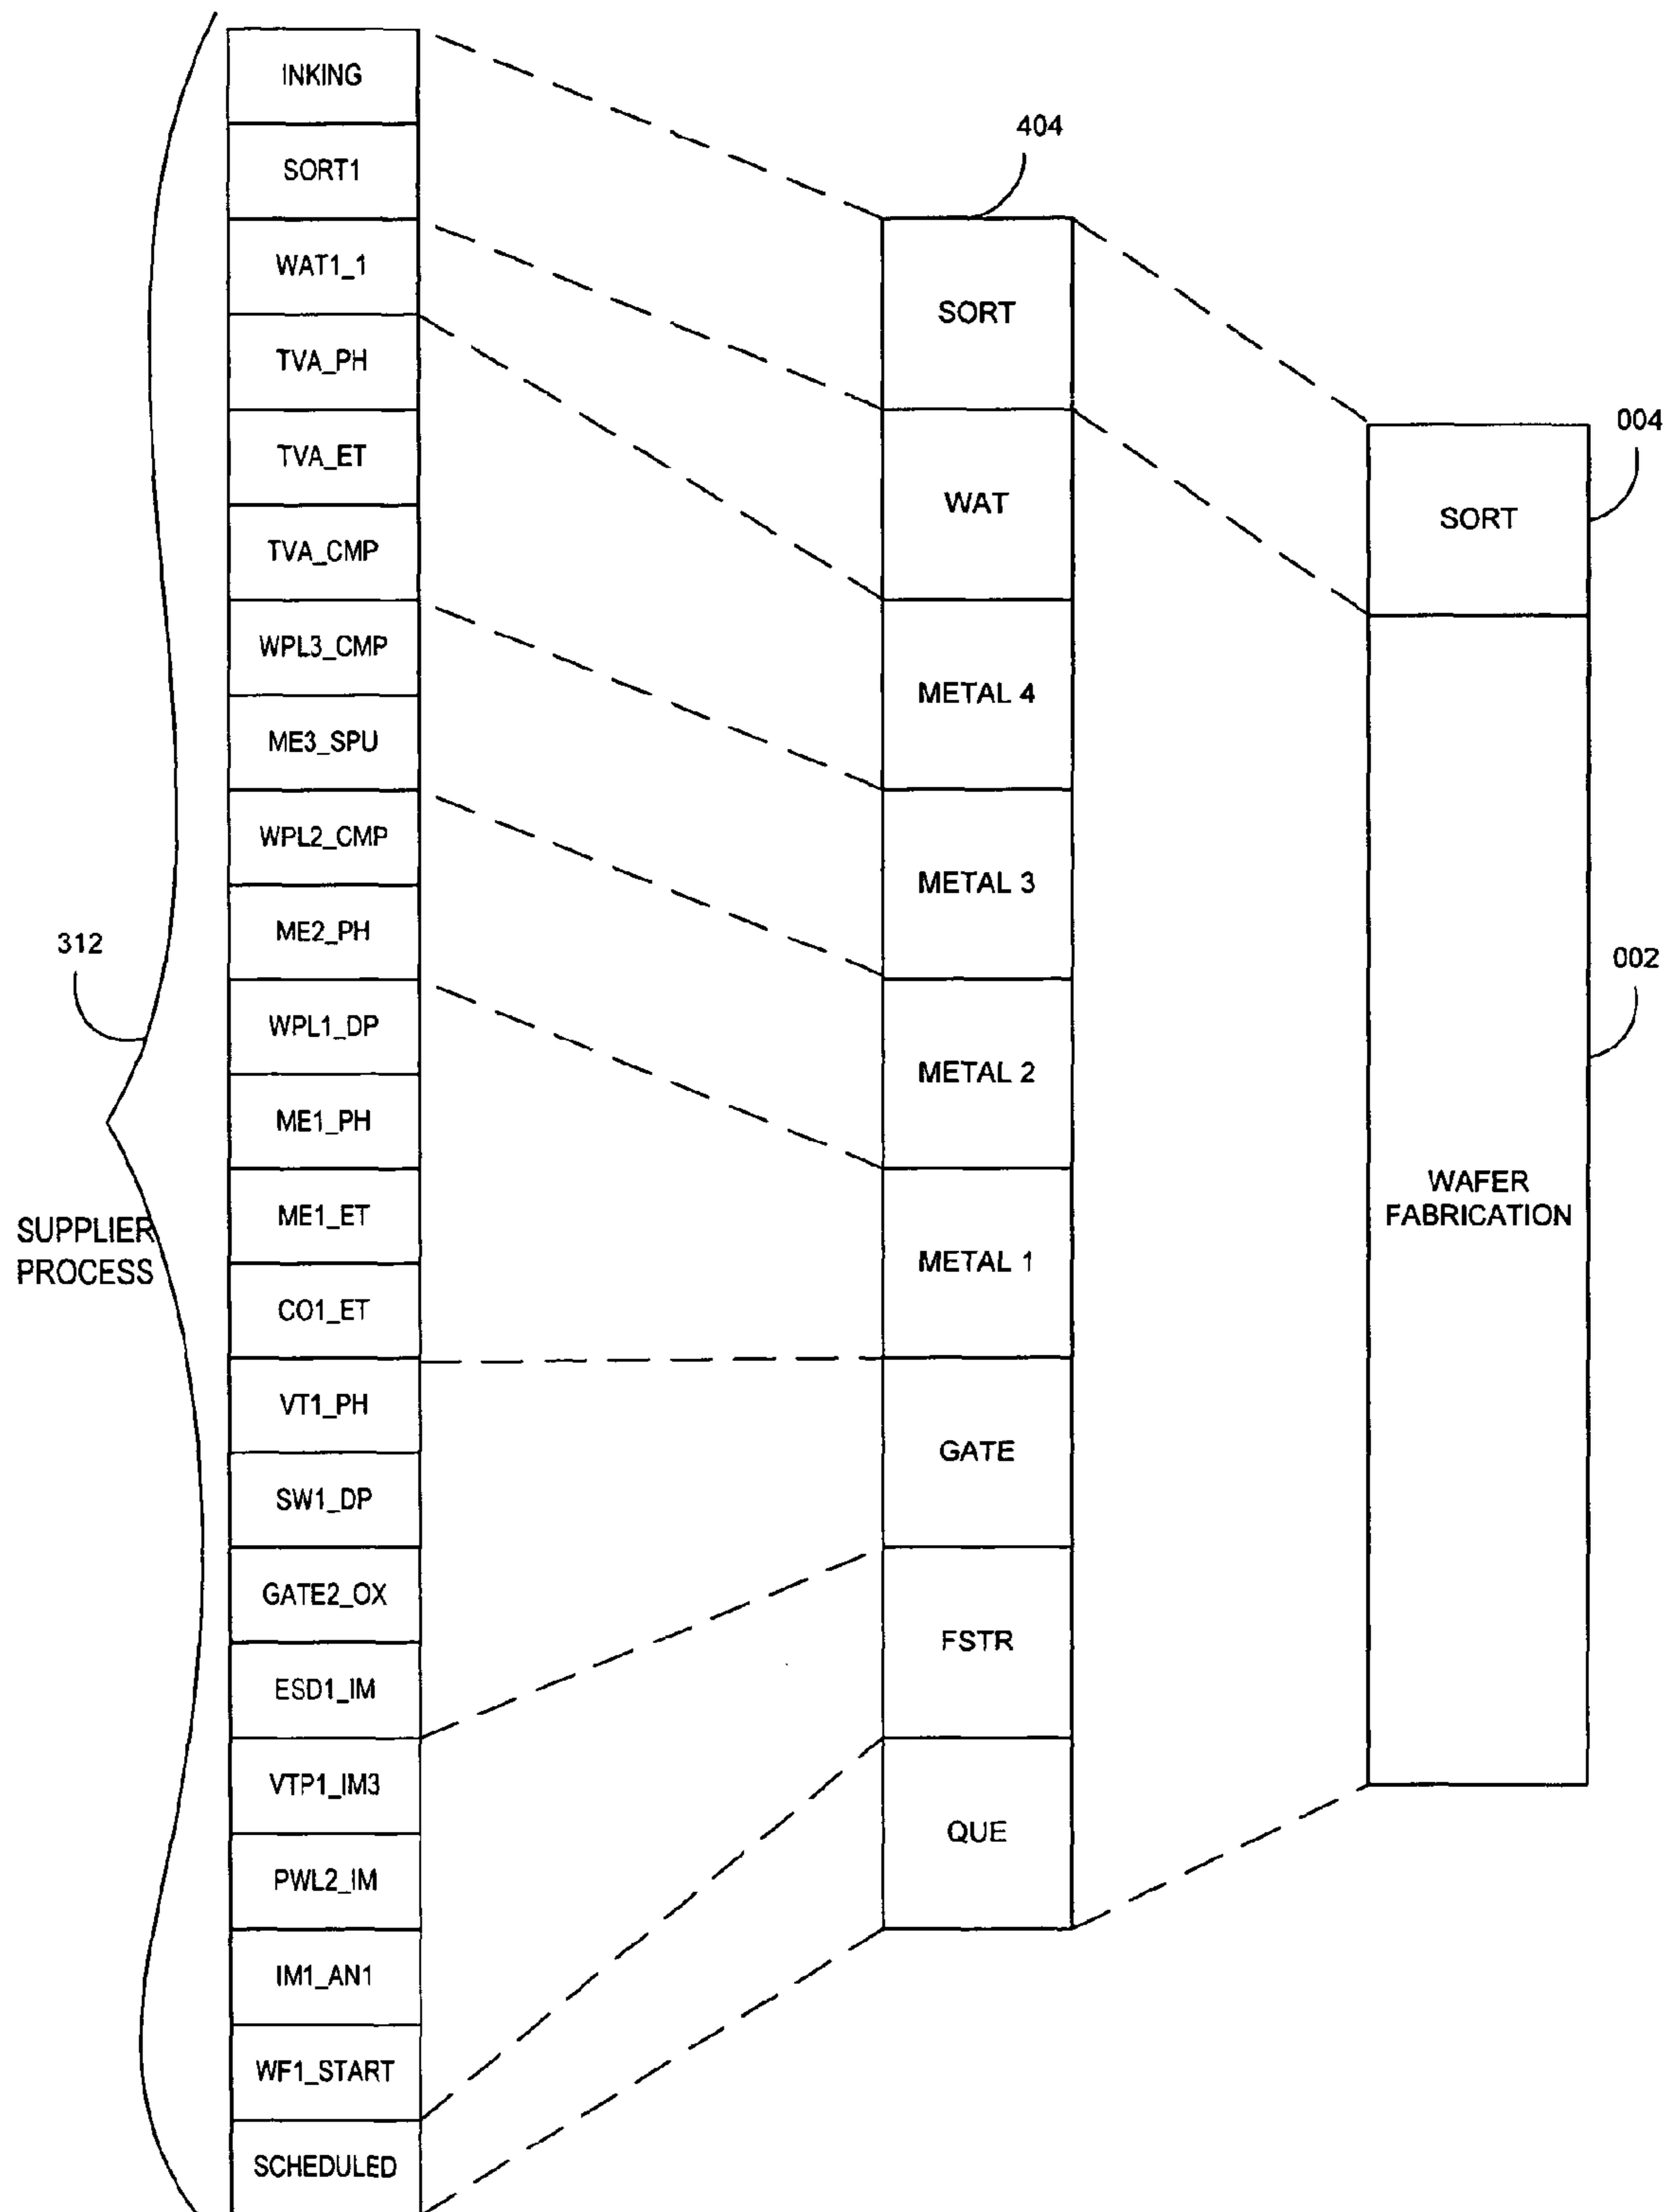 INKING
SORT1
WAT1_1
TVA_PH
TVA_ET
TVA_CMP
WPL3_CMP
ME3_SPU
WPL2_CMP
ME2_PH
WPL1_DP
ME1_PH
ME1_ET
CO1_ET
VT1_PH
SW1_DP
GATE2_OX
ESD1_IM
VTP1_IM3
PWL2_IM
IM1_AN1
WF1_START
SCHEDULED
312
SUPPLIER
PROCESS
404
SORT
WAT
METAL 4
METAL 3
METAL 2
METAL 1
GATE
FSTR
QUE
004
SORT
002
WAFER
FABRICATION